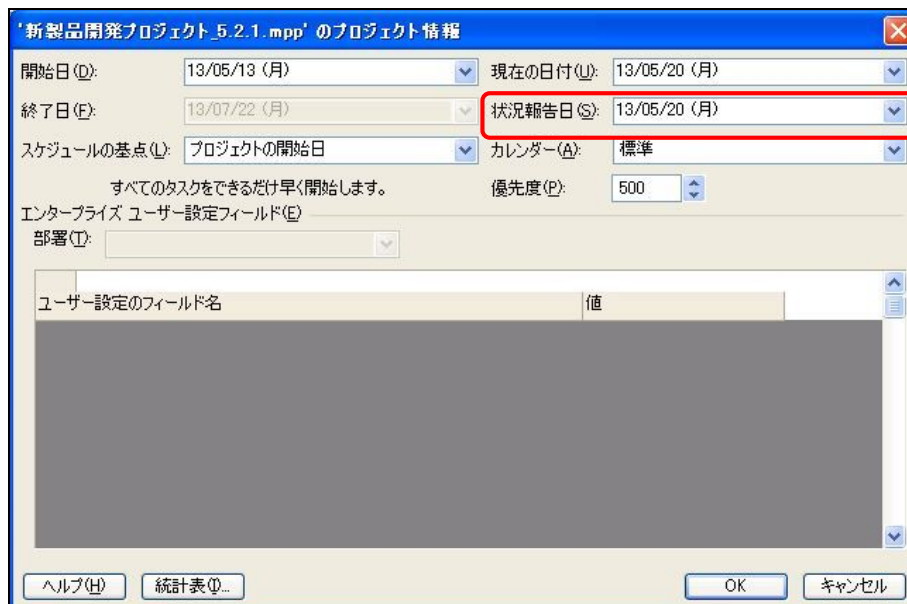 '新製品開発プロジェクト_5.2.1.mpp' のプロジェクト情報
開始日(D): 13/05/13 (月) 現在の日付(U): 13/05/20 (月)
終了日(F): 13/07/22 (月) 状況報告日(S): 13/05/20 (月)
スケジュールの基点(L): プロジェクトの開始日 カレンダー(A): 標準
すべてのタスクをできるだけ早く開始します。 優先度(P): 500
エンタープライズ ユーザー設定フィールド(E)
部署(T):
ユーザー設定のフィールド名 値
ヘルプ(H) 統計表(I)... OK キャンセル